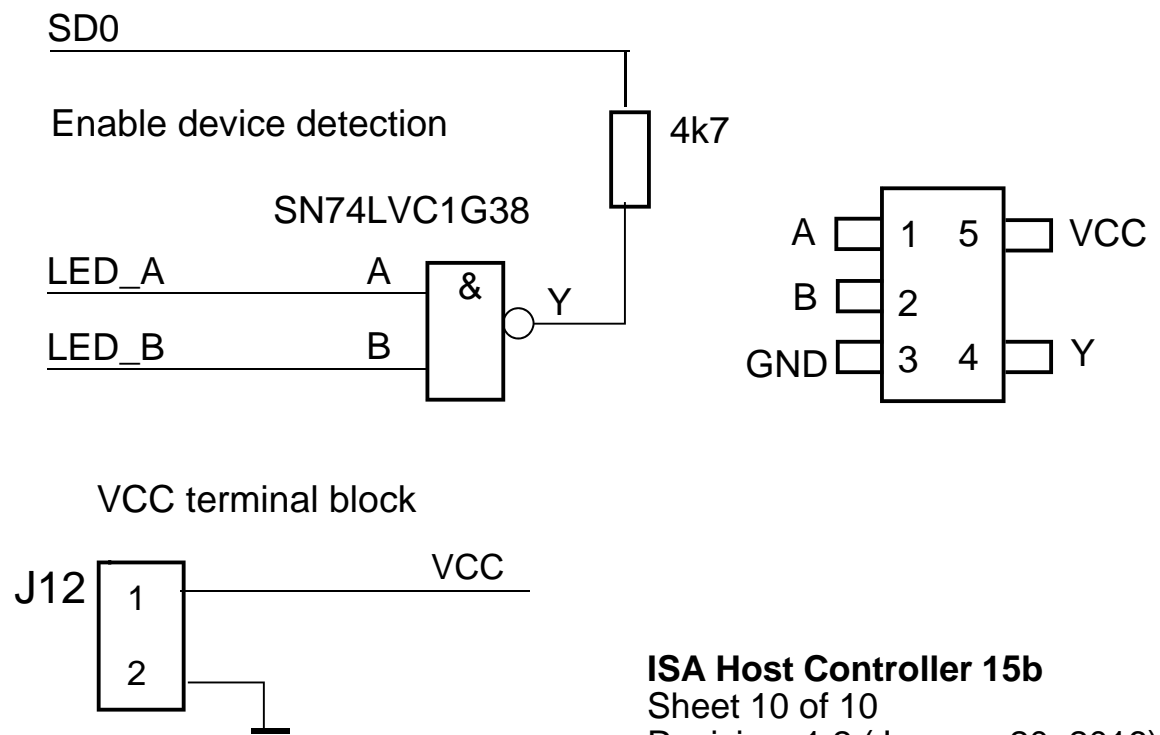 SD0
Enable device detection
4k7
SN74LVC1G38
LED_A A & Y
LED_B B
A 1 5 VCC
B 2
GND 3 4 Y
VCC terminal block
J12 1 VCC
2
ISA Host Controller 15b
Sheet 10 of 10